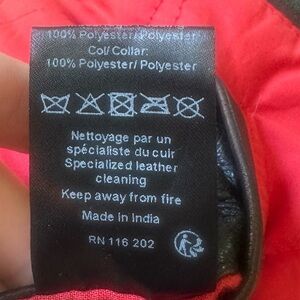 100% Polyester/ Polyester
Col/ Collar:
100% Polyester/ Polyester
Nettoyage par un
spécialiste du cuir
Specialized leather
cleaning
Keep away from fire
Made in India
RN 116 202